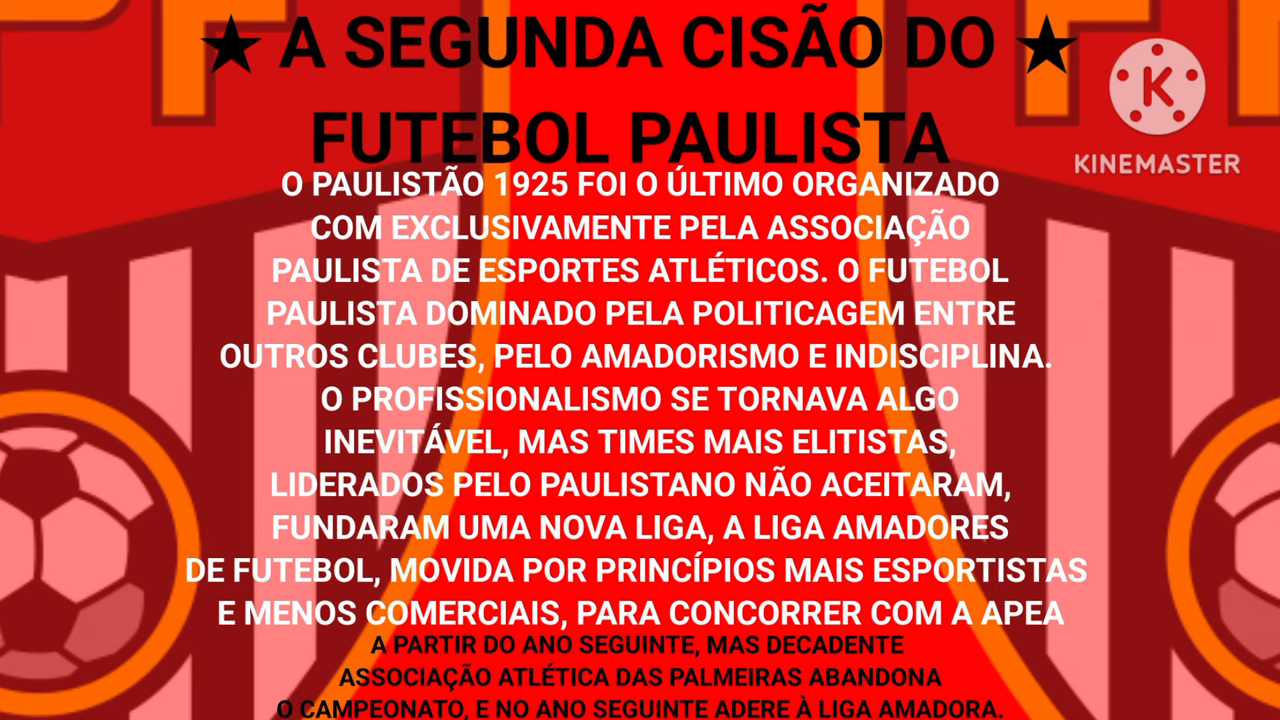 ★ A SEGUNDA CISÃO DO ★
FUTEBOL PAULISTA
K
KINEMASTER
O PAULISTÃO 1925 FOI O ÚLTIMO ORGANIZADO
COM EXCLUSIVAMENTE PELA ASSOCIAÇÃO
PAULISTA DE ESPORTES ATLÉTICOS. O FUTEBOL
PAULISTA DOMINADO PELA POLITICAGEM ENTRE
OUTROS CLUBES, PELO AMADORISMO E INDISCIPLINA.
O PROFISSIONALISMO SE TORNAVA ALGO
INEVITÁVEL, MAS TIMES MAIS ELITISTAS,
LIDERADOS PELO PAULISTANO NÃO ACEITARAM,
FUNDARAM UMA NOVA LIGA, A LIGA AMADORES
DE FUTEBOL, MOVIDA POR PRINCÍPIOS MAIS ESPORTISTAS
E MENOS COMERCIAIS, PARA CONCORRER COM A APEA
A PARTIR DO ANO SEGUINTE, MAS DECADENTE
ASSOCIAÇÃO ATLÉTICA DAS PALMEIRAS ABANDONA
O CAMPEONATO, E NO ANO SEGUINTE ADERE À LIGA AMADORA.